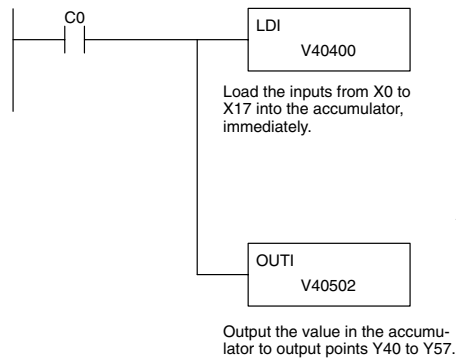 C0
LDI
V40400
Load the inputs from X0 to
X17 into the accumulator,
immediately.
OUTI
V40502
Output the value in the accumu-
lator to output points Y40 to Y57.